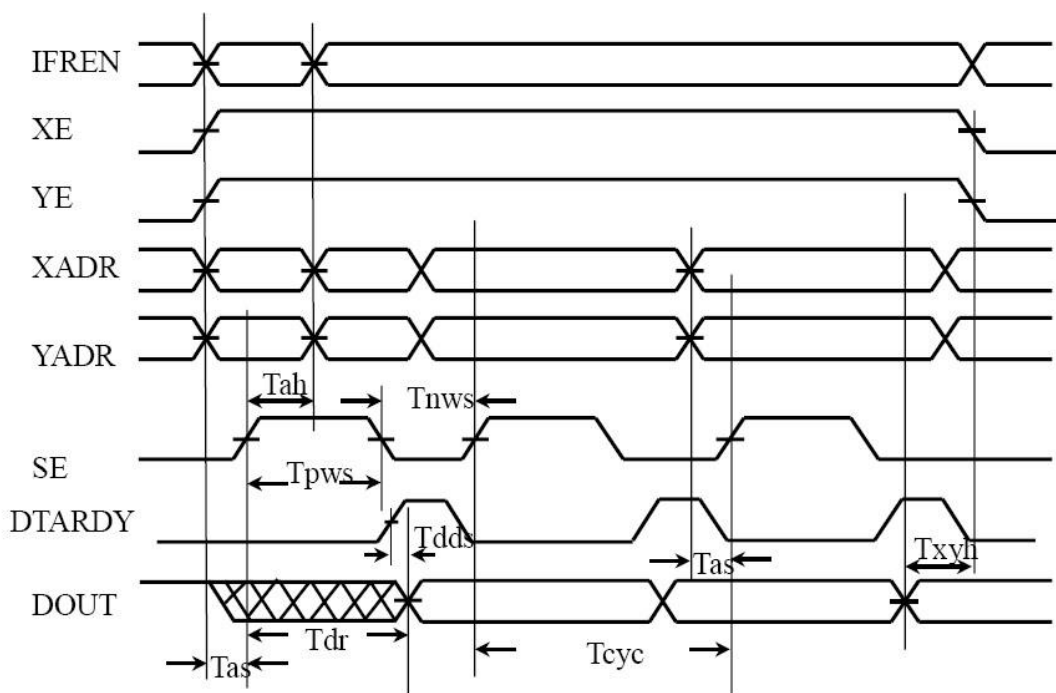 IFREN
XE
YE
XADR
YADR
Tah
Tnws
SE
Tpws
DTARDY
Tdds
Tas
Txyh
DOUT
Tdr
Tas
Tcyc